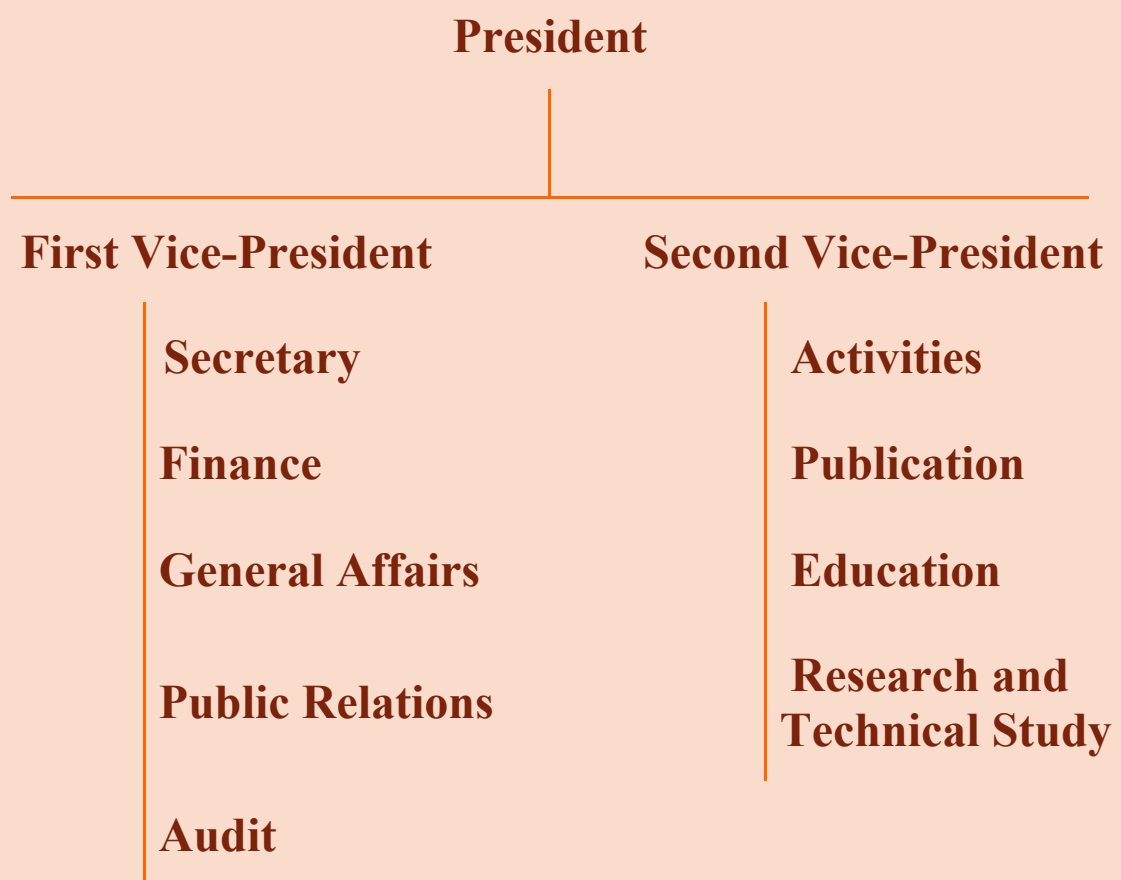 President
First Vice-President
Secretary
Finance
General Affairs
Public Relations
Audit
Second Vice-President
Activities
Publication
Education
Research and
Technical Study